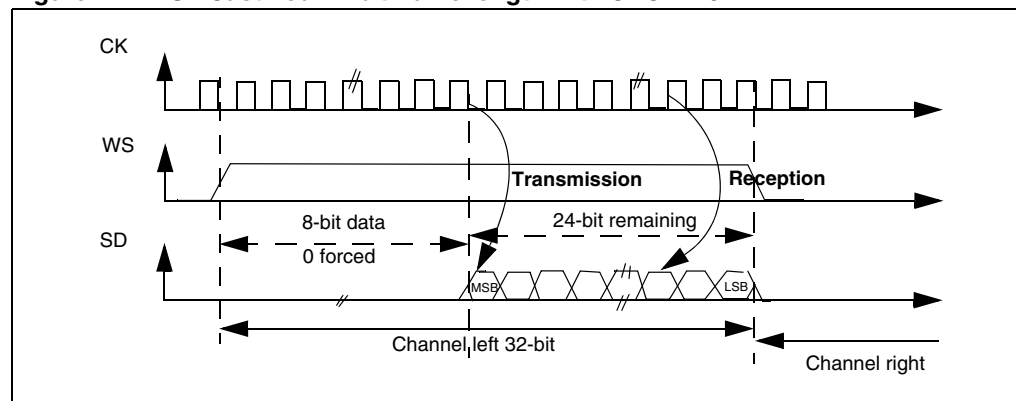 CK
WS
Transmission
Reception
8-bit data
24-bit remaining
SD
0 forced
MSB
LSB
Channel left 32-bit
Channel right